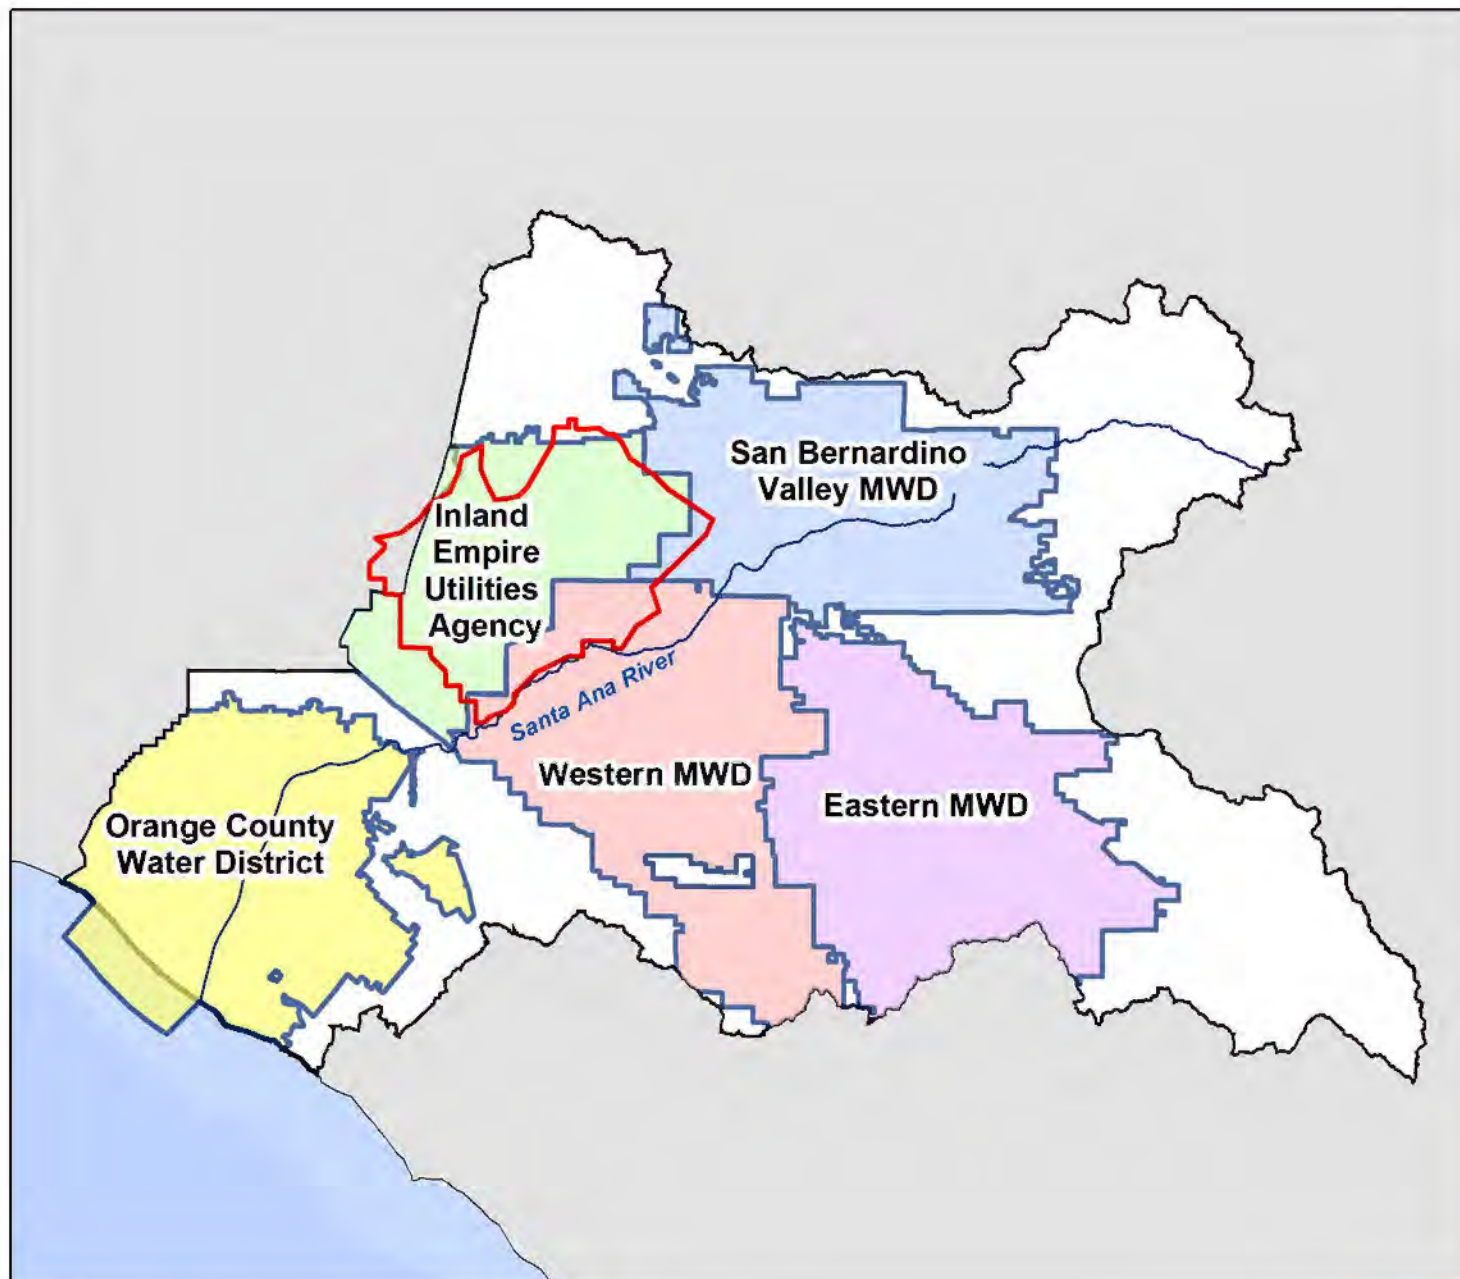 San Bernardino
Valley MWD
Inland
Empire
Utilities
Agency
Santa Ana River
Western MWD
Eastern MWD
Orange County
Water District